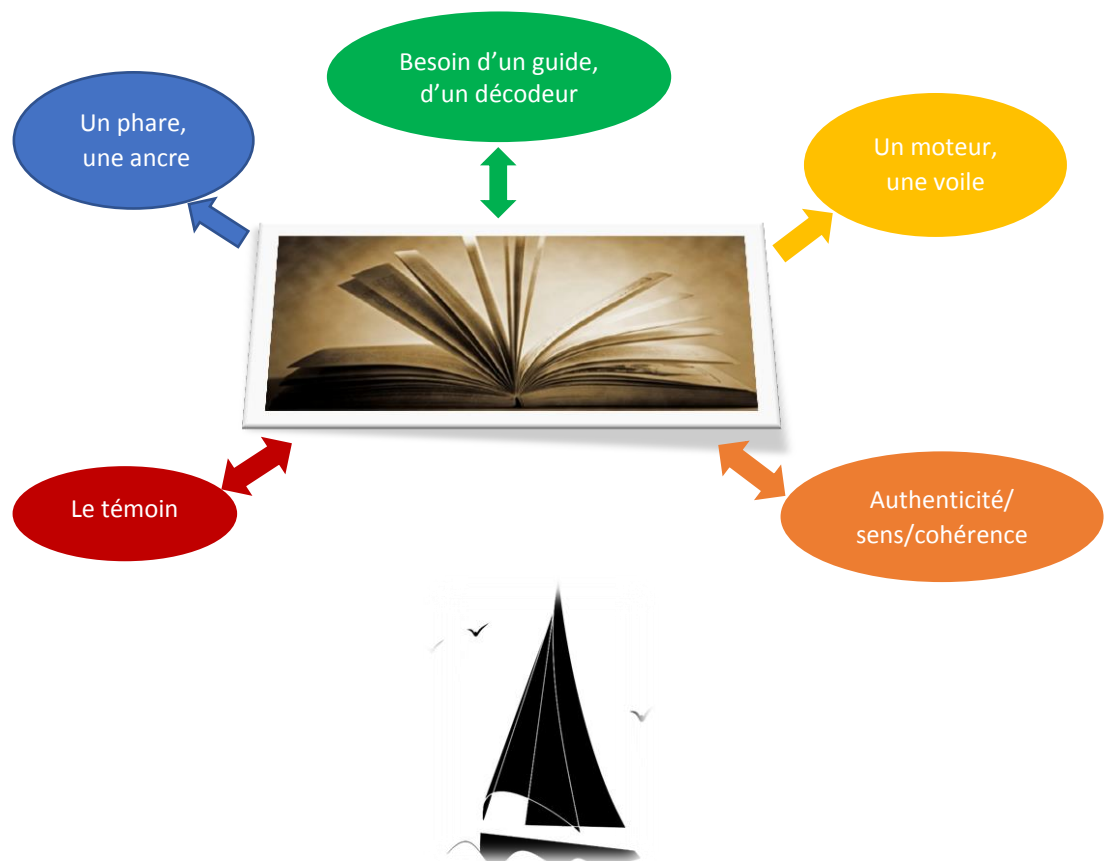 Besoin d’un guide,
d’un décodeur
Un phare,
une ancre
Un moteur,
une voile
Le témoin
Authenticité/
sens/cohérence